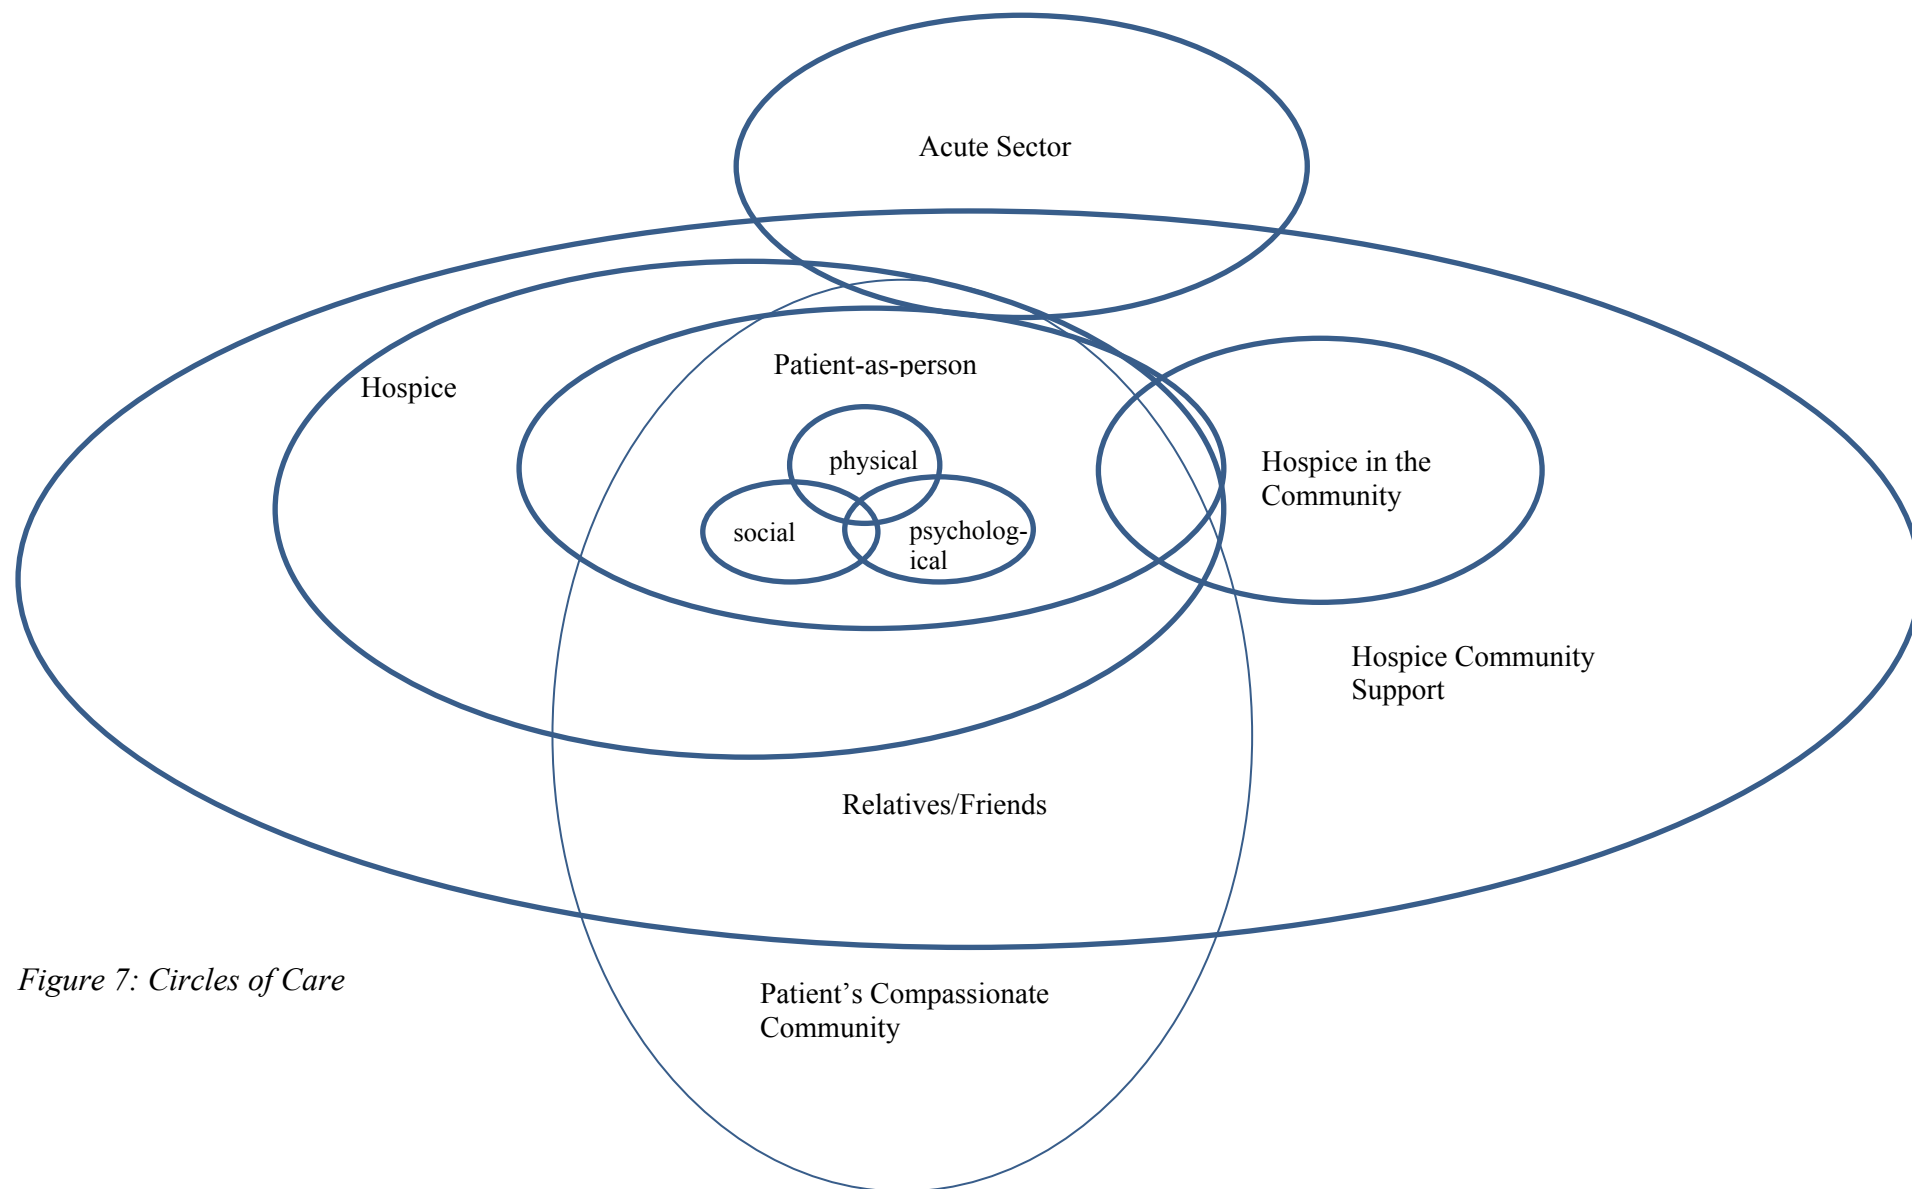 Acute Sector
Patient-as-person
Hospice
physical
Hospice in the
Community
social
psycholog-
ical
Hospice Community
Support
Relatives/Friends
Figure 7: Circles of Care
Patient’s Compassionate
Community